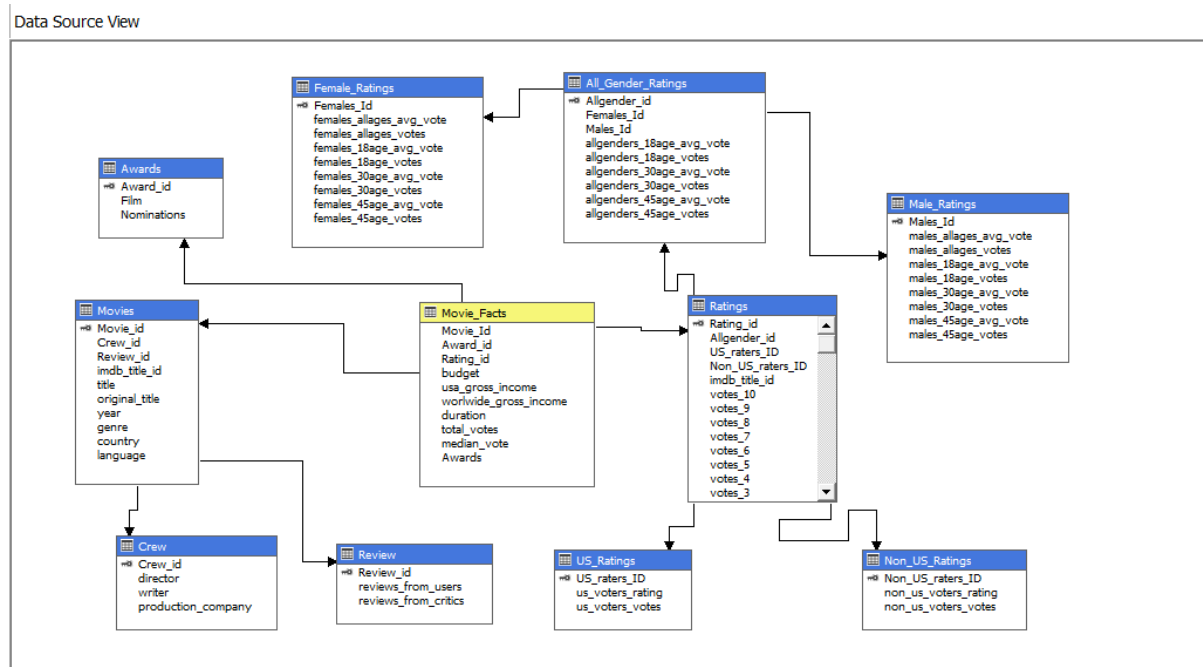 Data Source View
Female_Ratings
Females_Id
females_allages_avg_vote
females_allages_votes
females_18age_avg_vote
females_18age_votes
females_30age_avg_vote
females_30age_votes
females_45age_avg_vote
females_45age_votes
All_Gender_Ratings
Allgender_id
Females_Id
Males_Id
allgenders_18age_avg_vote
allgenders_18age_votes
allgenders_30age_avg_vote
allgenders_30age_votes
allgenders_45age_avg_vote
allgenders_45age_votes
Awards
Award_id
Film
Nominations
Male_Ratings
Males_Id
males_allages_avg_vote
males_allages_votes
males_18age_avg_vote
males_18age_votes
males_30age_avg_vote
males_30age_votes
males_45age_avg_vote
males_45age_votes
Movies
Movie_id
Crew_id
Review_id
imdb_title_id
title
original_title
year
genre
country
language
Movie_Facts
Movie_Id
Award_id
Rating_id
budget
usa_gross_income
worlwide_gross_income
duration
total_votes
median_vote
Awards
Ratings
Rating_id
Allgender_id
US_raters_ID
Non_US_raters_ID
imdb_title_id
votes_10
votes_9
votes_8
votes_7
votes_6
votes_5
votes_4
votes_3
Crew
Crew_id
director
writer
production_company
Review
Review_id
reviews_from_users
reviews_from_critics
US_Ratings
US_raters_ID
us_voters_rating
us_voters_votes
Non_US_Ratings
Non_US_raters_ID
non_us_voters_rating
non_us_voters_votes